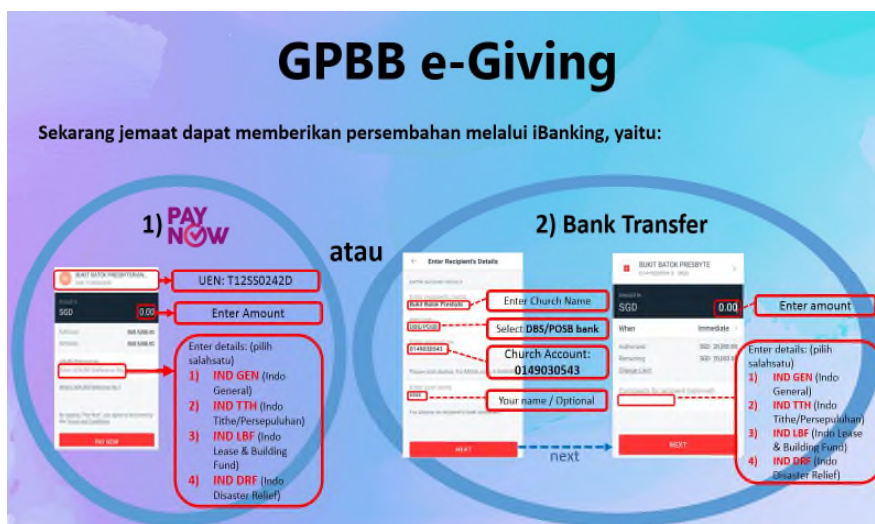 GPBB e-Giving
Sekarang jemaat dapat memberikan persembahan melalui iBanking, yaitu:
1) PAY NOW
BUKIT BATOK PRESBYTERIAN...
UEN: T12SS0242D
SGD
0.00
Enter Amount
Enter details: (pilih
salahsatu)
1) IND GEN (Indo
General)
2) IND TTH (Indo
Tithe/Persepuluhan)
3) IND LBF (Indo
Lease & Building
Fund)
4) IND DRF (Indo
Disaster Relief)
PAY NOW
atau
2) Bank Transfer
Enter Recipient's Details
Bukit Batok Presbyte
Enter Church Name
DBS/POSB
Select DBS/POSB bank
0149030543
Church Account:
0149030543
Your name / Optional
NEXT
next
BUKIT BATOK PRESBYTE
SGD
0.00
Enter amount
When
Immediate
Enter details: (pilih
salahsatu)
1) IND GEN (Indo
General)
2) IND TTH (Indo
Tithe/Persepuluhan)
3) IND LBF (Indo Lease
& Building Fund)
4) IND DRF (Indo
Disaster Relief)
NEXT